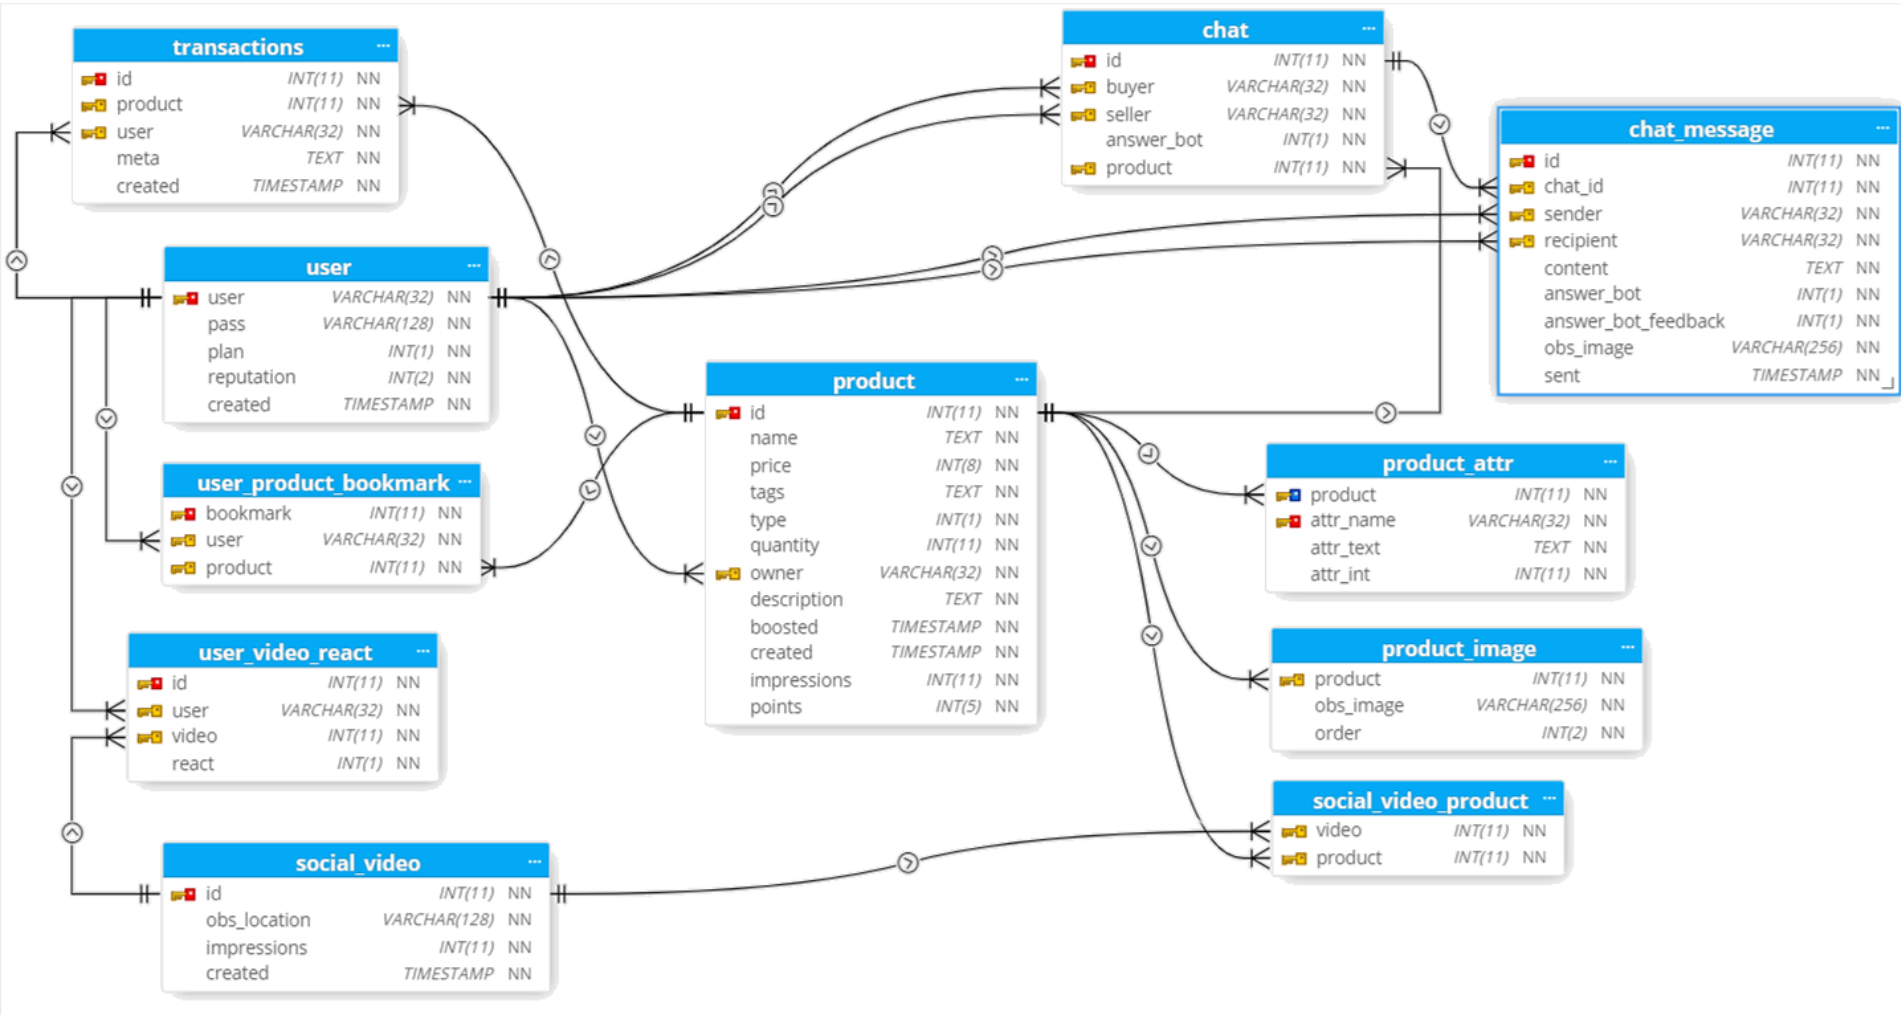 transactions ...
id INT(11) NN
product INT(11) NN
user VARCHAR(32) NN
meta TEXT NN
created TIMESTAMP NN
chat ...
id INT(11) NN
buyer VARCHAR(32) NN
seller VARCHAR(32) NN
answer_bot INT(1) NN
product INT(11) NN
chat_message ...
id INT(11) NN
chat_id INT(11) NN
sender VARCHAR(32) NN
recipient VARCHAR(32) NN
content TEXT NN
answer_bot INT(1) NN
answer_bot_feedback INT(1) NN
obs_image VARCHAR(256) NN
sent TIMESTAMP NN
user ...
user VARCHAR(32) NN
pass VARCHAR(128) NN
plan INT(1) NN
reputation INT(2) NN
created TIMESTAMP NN
product ...
id INT(11) NN
name TEXT NN
price INT(8) NN
tags TEXT NN
type INT(1) NN
quantity INT(11) NN
owner VARCHAR(32) NN
description TEXT NN
boosted TIMESTAMP NN
created TIMESTAMP NN
impressions INT(11) NN
points INT(5) NN
user_product_bookmark ...
bookmark INT(11) NN
user VARCHAR(32) NN
product INT(11) NN
product_attr ...
product INT(11) NN
attr_name VARCHAR(32) NN
attr_text TEXT NN
attr_int INT(11) NN
user_video_react ...
id INT(11) NN
user VARCHAR(32) NN
video INT(11) NN
react INT(1) NN
product_image ...
product INT(11) NN
obs_image VARCHAR(256) NN
order INT(2) NN
social_video_product ...
video INT(11) NN
product INT(11) NN
social_video ...
id INT(11) NN
obs_location VARCHAR(128) NN
impressions INT(11) NN
created TIMESTAMP NN